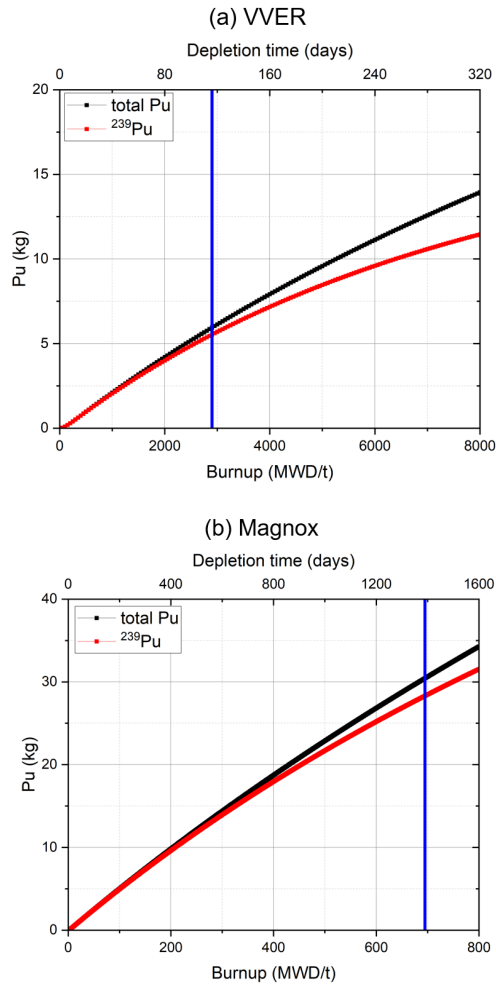 (a) VVER
Depletion time (days)
0 80 160 240 320
20
total Pu
²³⁹Pu
15
Pu (kg)
10
5
0
0 2000 4000 6000 8000
Burnup (MWD/t)
(b) Magnox
Depletion time (days)
0 400 800 1200 1600
40
total Pu
²³⁹Pu
30
Pu (kg)
20
10
0
0 200 400 600 800
Burnup (MWD/t)